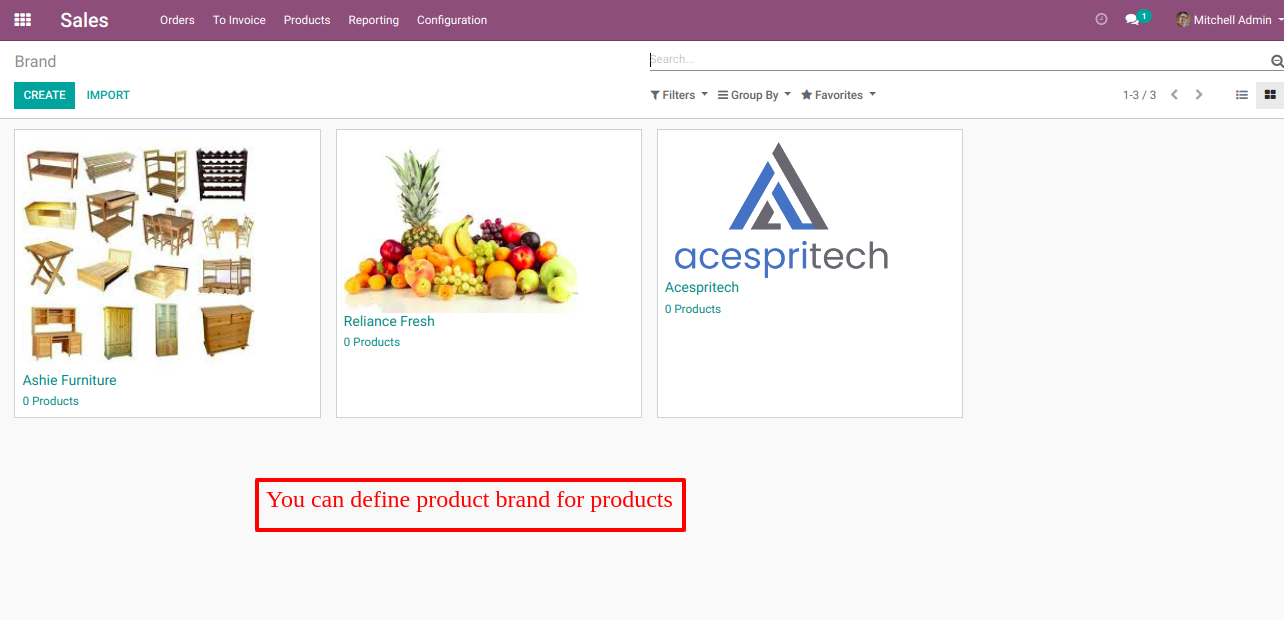 Sales
Orders
To Invoice
Products
Reporting
Configuration
1
Mitchell Admin
Brand
Search...
CREATE
IMPORT
Filters
Group By
Favorites
1-3 / 3
acespritech
Acespritech
0 Products
Reliance Fresh
0 Products
Ashie Furniture
0 Products
You can define product brand for products